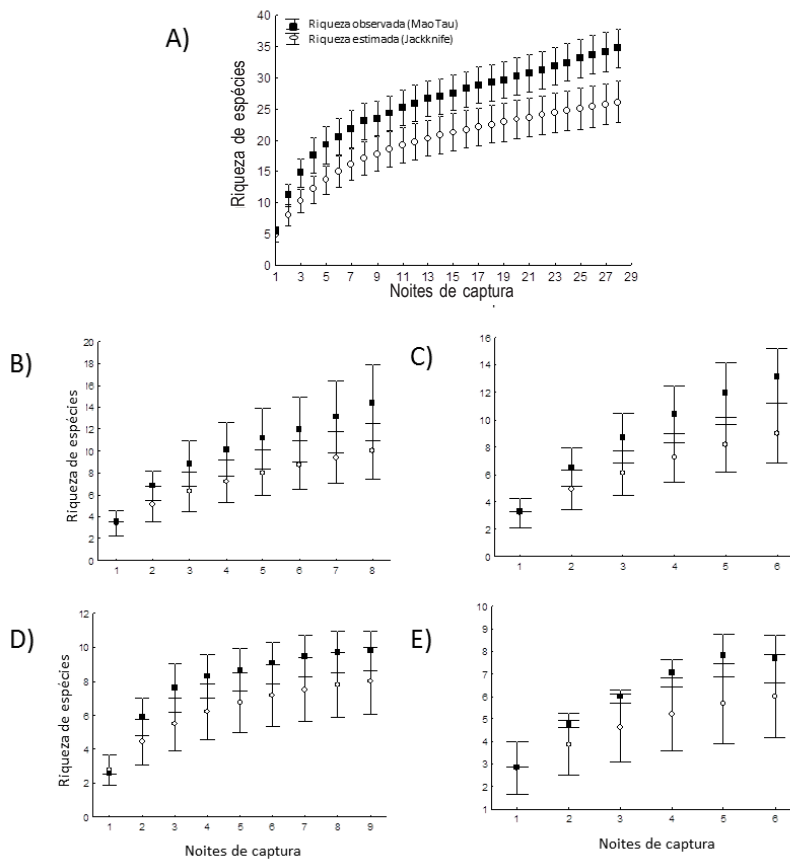 A)
Riqueza observada (Mao Tau)
Riqueza estimada (Jackknife)
Riqueza de espécies
40
35
30
25
20
15
10
5
0
1 3 5 7 9 11 13 15 17 19 21 23 25 27 29
Noites de captura
B)
Riqueza de espécies
20
18
16
14
12
10
8
6
4
2
0
1 2 3 4 5 6 7 8
C)
16
14
12
10
8
6
4
2
0
1 2 3 4 5 6
D)
Riqueza de espécies
12
10
8
6
4
2
0
1 2 3 4 5 6 7 8 9
Noites de captura
E)
10
9
8
7
6
5
4
3
2
1
1 2 3 4 5 6
Noites de captura